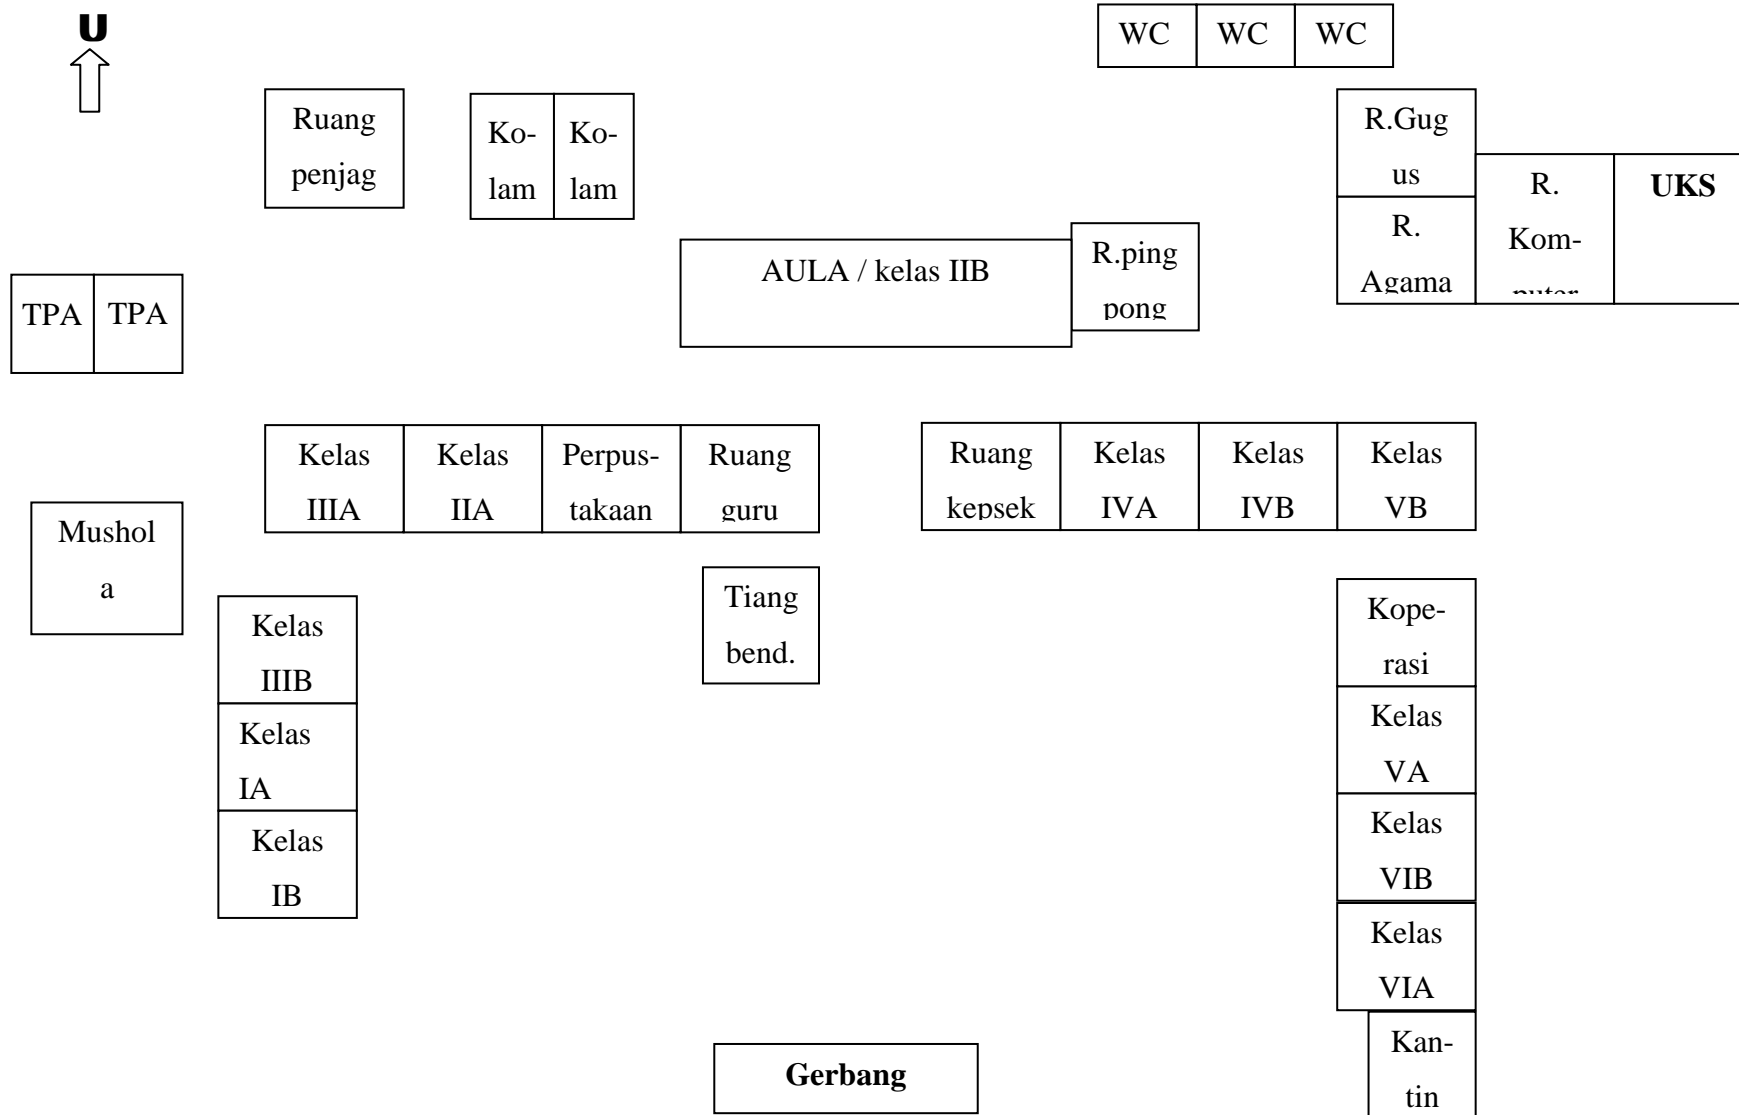 U
WC
WC
WC
Ruang
penjag
Ko-
lam
Ko-
lam
R.Gug
us
R.
Kom-
puter
UKS
R.
Agama
AULA / kelas IIB
R.ping
pong
TPA
TPA
Kelas
IIIA
Kelas
IIA
Perpus-
takaan
Ruang
guru
Ruang
kepsek
Kelas
IVA
Kelas
IVB
Kelas
VB
Mushol
a
Tiang
bend.
Kope-
rasi
Kelas
IIIB
Kelas
IA
Kelas
VA
Kelas
IB
Kelas
VIB
Kelas
VIA
Gerbang
Kan-
tin